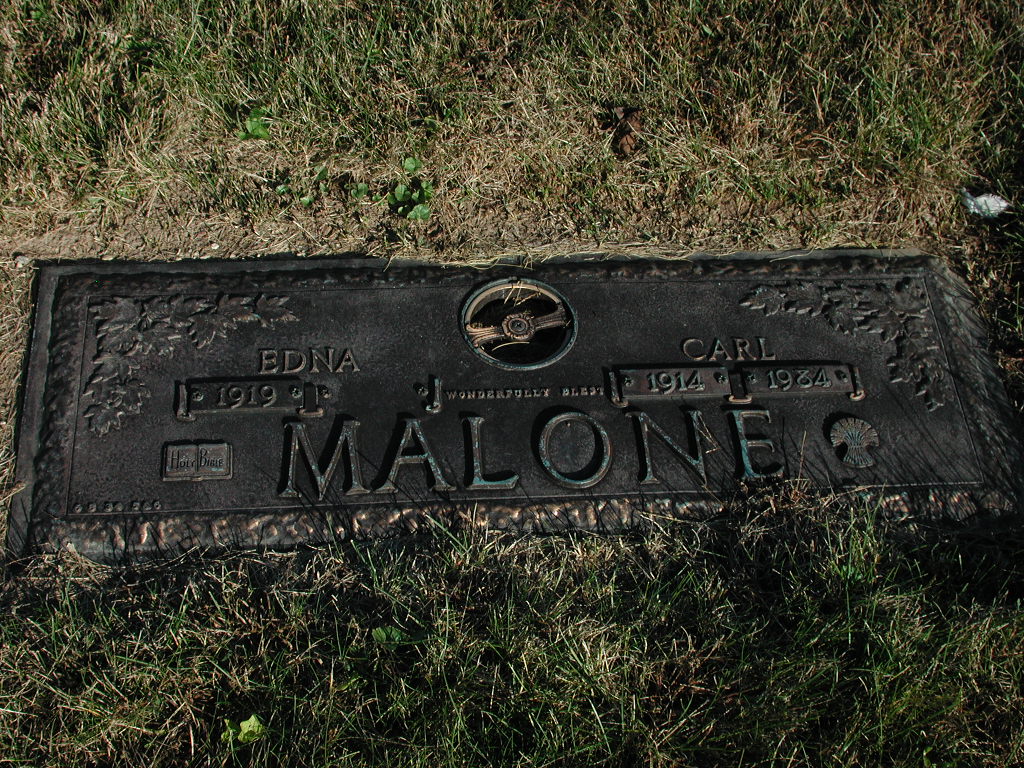 EDNA
1919
WONDERFULLY BLEST
CARL
1914 1984
MALONE
HOLY BIBLE